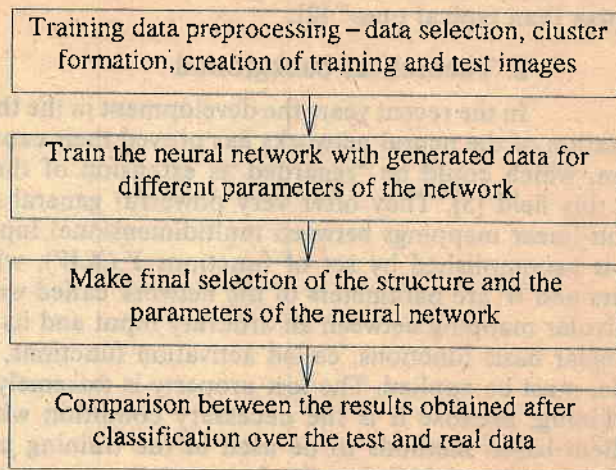 Training data preprocessing – data selection, cluster
formation, creation of training and test images
Train the neural network with generated data for
different parameters of the network
Make final selection of the structure and the
parameters of the neural network
Comparison between the results obtained after
classification over the test and real data